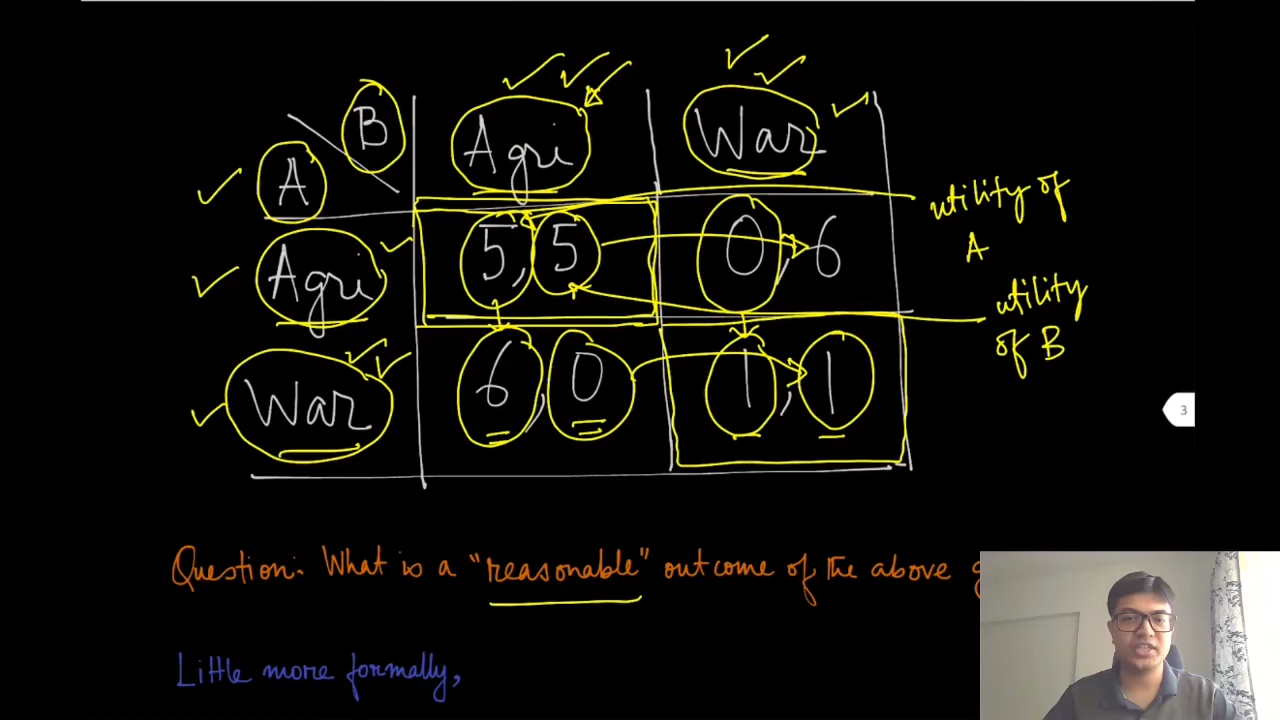 B
A
Agri War
Agri 5, 5 0, 6
War 6, 0 1, 1
utility of
A
utility
of B
3
Question: What is a "reasonable" outcome of the above
Little more formally,